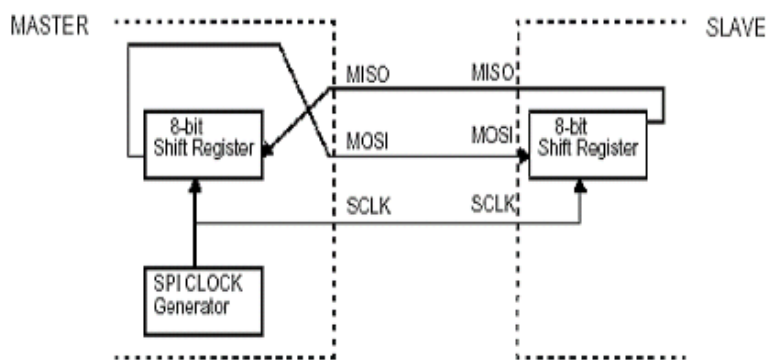 MASTER
SLAVE
MISO
MISO
8-bit
Shift Register
MOSI
MOSI
8-bit
Shift Register
SCLK
SCLK
SPI CLOCK
Generator